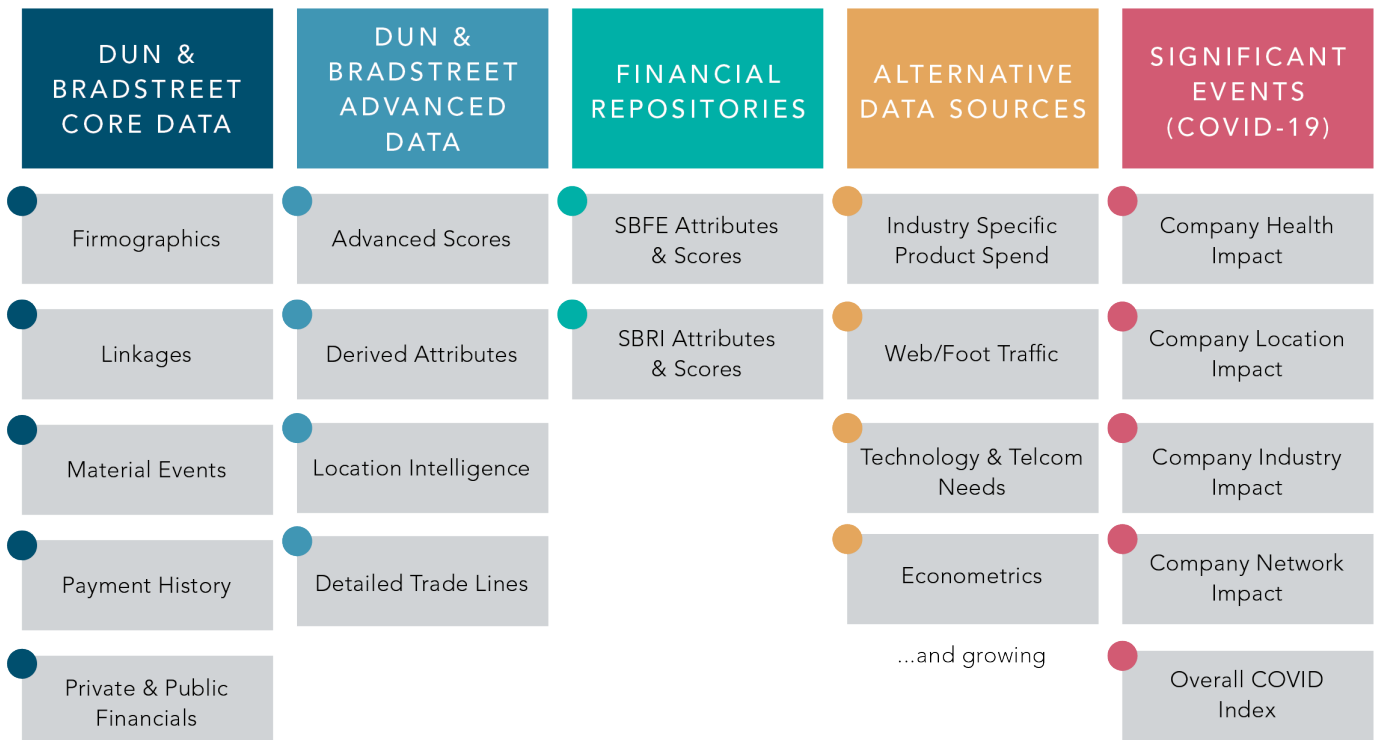 DUN &
BRADSTREET
CORE DATA
Firmographics
Linkages
Material Events
Payment History
Private & Public
Financials
DUN &
BRADSTREET
ADVANCED
DATA
Advanced Scores
Derived Attributes
Location Intelligence
Detailed Trade Lines
FINANCIAL
REPOSITORIES
SBFE Attributes
& Scores
SBRI Attributes
& Scores
ALTERNATIVE
DATA SOURCES
Industry Specific
Product Spend
Web/Foot Traffic
Technology & Telcom
Needs
Econometrics
...and growing
SIGNIFICANT
EVENTS
(COVID-19)
Company Health
Impact
Company Location
Impact
Company Industry
Impact
Company Network
Impact
Overall COVID
Index